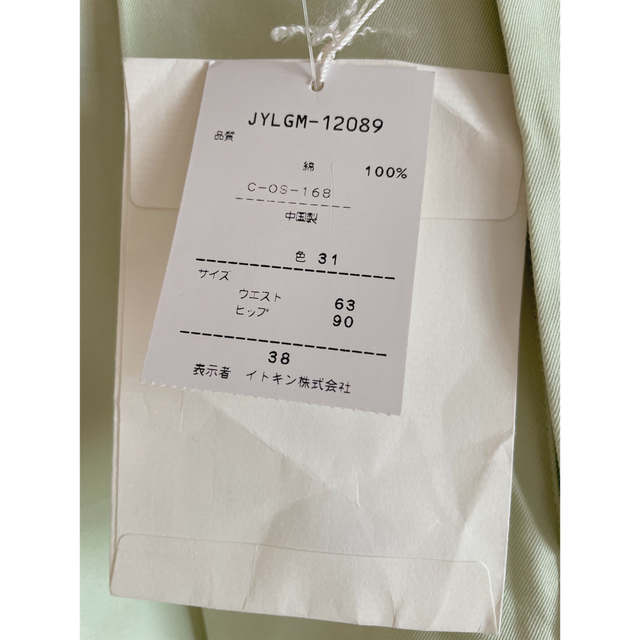 JYLGM-12089
品質
綿 100%
C-OS-168
中国製
色 31
サイズ
ウエスト 63
ヒップ 90
38
表示者 イトキン株式会社